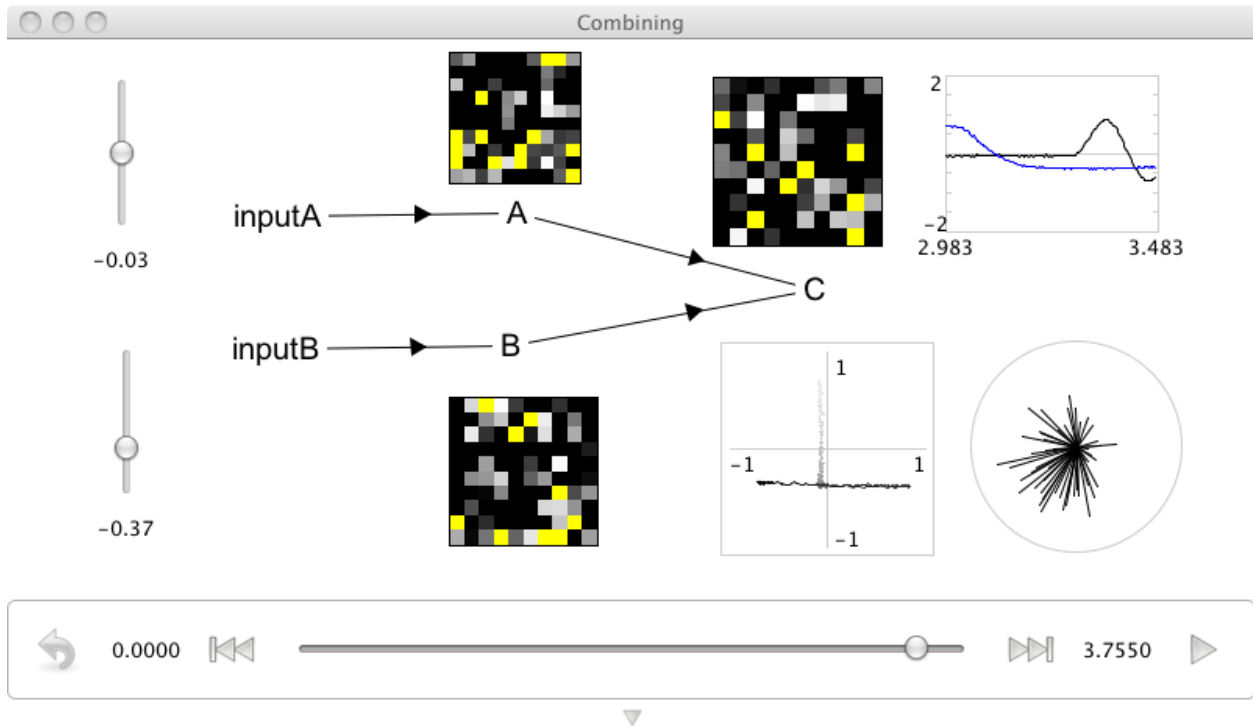 Combining
-0.03
inputA
A
2
-2
2.983
3.483
C
inputB
B
-0.37
1
-1
1
-1
0.0000
3.7550